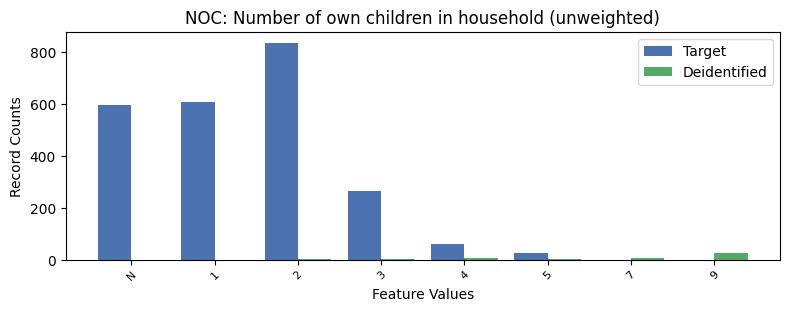 NOC: Number of own children in household (unweighted)
Target
Deidentified
800
600
400
200
0
Record Counts
N 1 2 3 4 5 7 9
Feature Values